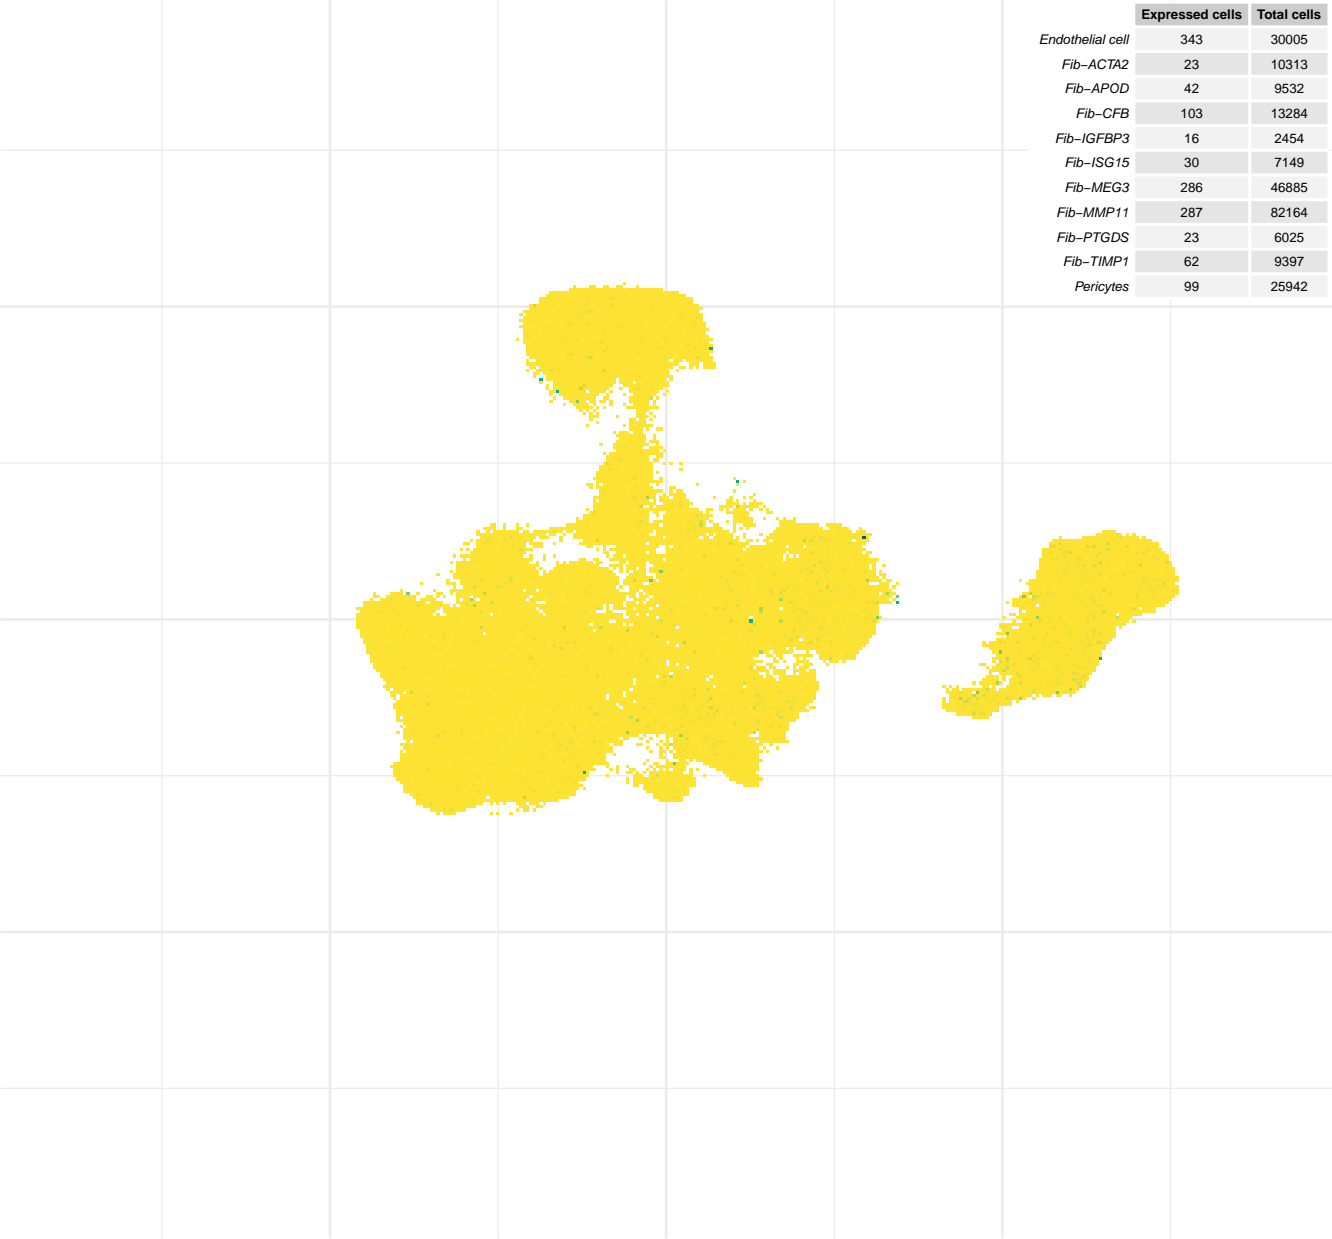 Expressed cells Total cells
Endothelial cell 343 30005
Fib−ACTA2 23 10313
Fib−APOD 42 9532
Fib−CFB 103 13284
Fib−IGFBP3 16 2454
Fib−ISG15 30 7149
Fib−MEG3 286 46885
Fib−MMP11 287 82164
Fib−PTGDS 23 6025
Fib−TIMP1 62 9397
Pericytes 99 25942